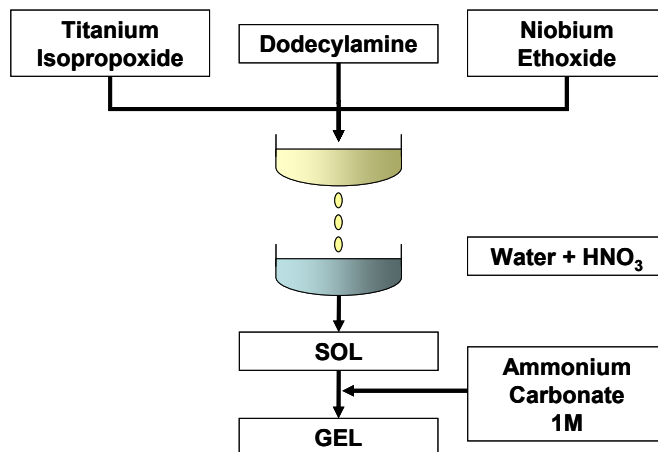 Titanium
Isopropoxide
Dodecylamine
Niobium
Ethoxide
Water + HNO₃
SOL
Ammonium
Carbonate
1M
GEL